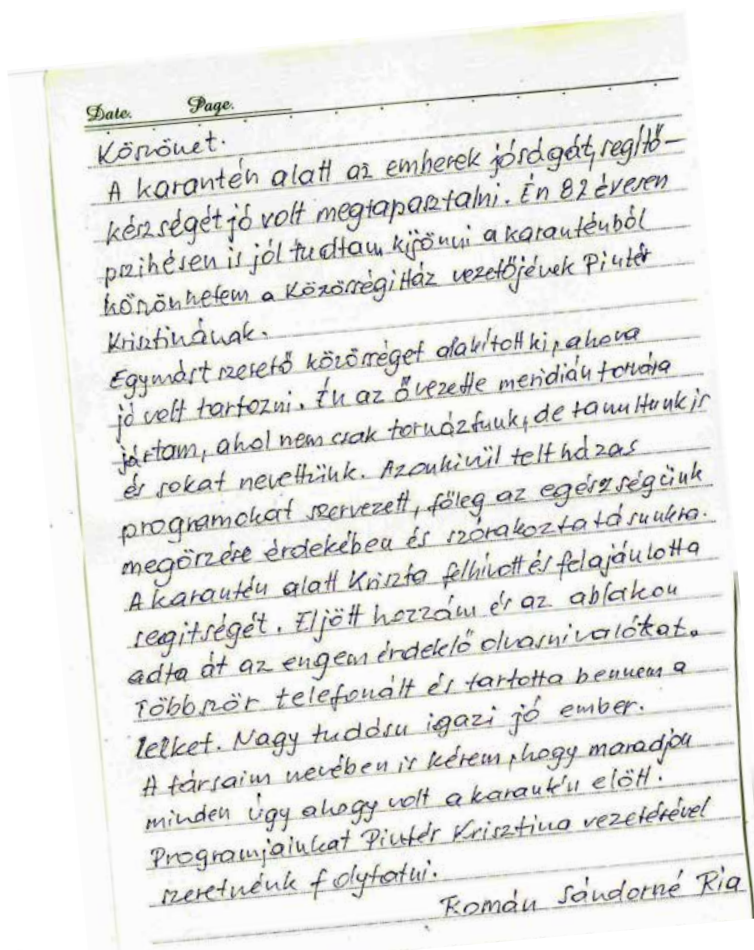 Date. Page.
Köszönet.
A karantén alatt az emberek jóságát, segítő-
készségét jó volt megtapasztalni. Én 82 évesen
pszihésen is jól tudtam kijönni a karanténból
köszönhetem a Közösségi Ház vezetőjének Pintér
Krisztinának.
Egymást szerető közösséget alakított ki, ahova
jó volt tartozni. Én az Ő vezette meridián tornára
jártam, ahol nem csak tornáztunk, de tanultunk is
és sokat nevettünk. Azonkívül telt házas
programokat szervezett, főleg az egészségünk
megőrzére érdekében és szórakoztatásunkra.
A karantén alatt Kriszta felhívott és felajánlotta
segitségét. Eljött hozzám és az ablakon
adta át az engem érdeklő olvasnivalókat.
Többször telefonált és tartotta bennem a
lelket. Nagy tudásu igazi jó ember.
A társaim nevében is kérem, hogy maradjon
minden úgy ahogy volt a karantén előtt.
Programjainkat Pintér Krisztina vezetésével
szeretnénk folytatni.
Román Sándorné Ria